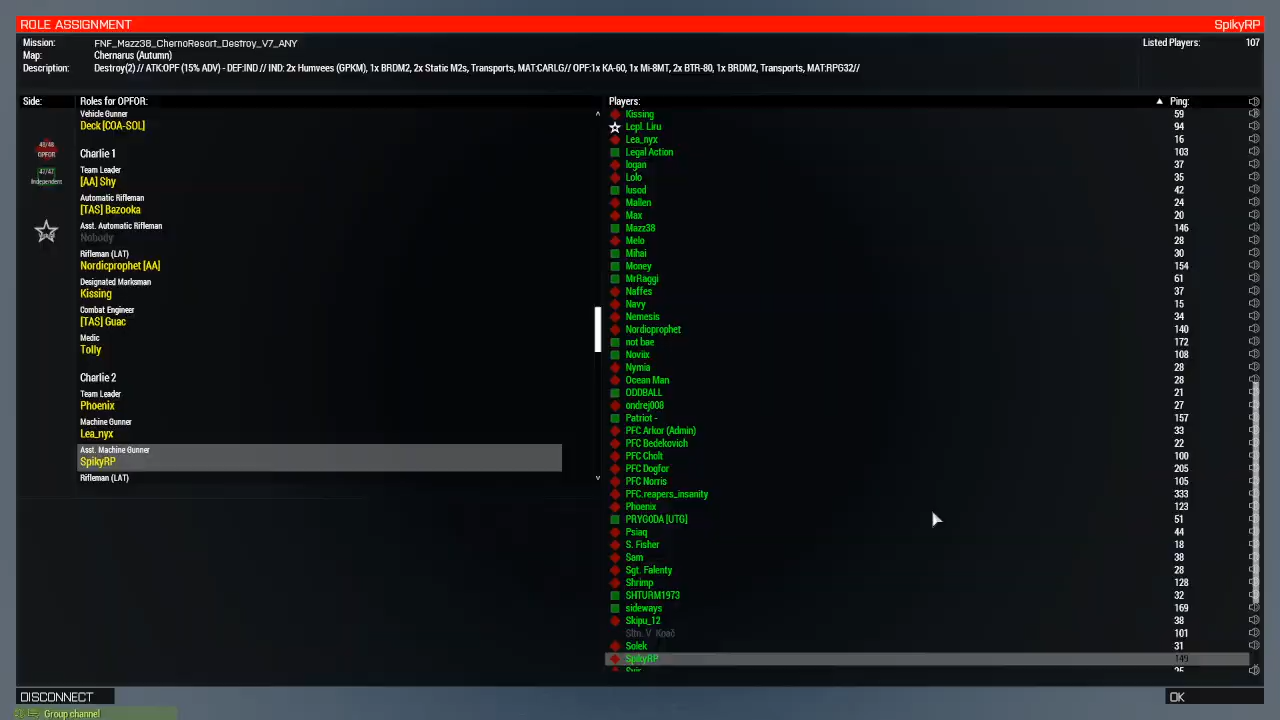 ROLE ASSIGNMENT
SpikyRP
Mission: FNF_Mazz38_ChernoResort_Destroy_V7_ANY
Listed Players: 107
Map: Chernarus (Autumn)
Description: Destroy(2) // ATK:OPF (15% ADV) - DEF:IND // IND: 2x Humvees (GPKM), 1x BRDM2, 2x Static M2s, Transports, MAT:CARLG// OPF:1x KA-60, 1x Mi-8MT, 2x BTR-80, 1x BRDM2, Transports, MAT:RPG32//
Side:
OPFOR
47/47
Independent
Roles for OPFOR:
Vehicle Gunner
Deck [COA-SOL]
Charlie 1
Team Leader
[AA] Shy
Automatic Rifleman
[TAS] Bazooka
Asst. Automatic Rifleman
Nobody
Rifleman (LAT)
Nordicprophet [AA]
Designated Marksman
Kissing
Combat Engineer
[TAS] Guac
Medic
Tolly
Charlie 2
Team Leader
Phoenix
Machine Gunner
Lea_nyx
Asst. Machine Gunner
SpikyRP
Rifleman (LAT)
Players: Ping:
Kissing 59
Lcpl. Liru 94
Lea_nyx 16
Legal Action 103
logan 37
Lolo 35
lusod 42
Mallen 24
Max 20
Mazz38 146
Melo 28
Mihai 30
Money 154
MrRaggi 61
Naffes 37
Navy 15
Nemesis 34
Nordicprophet 140
not bae 172
Noviix 108
Nymia 28
Ocean Man 28
ODDBALL 21
ondrej008 27
Patriot - 157
PFC Arkor (Admin) 33
PFC Bedekovich 22
PFC Cholt 100
PFC Dogfor 205
PFC Norris 105
PFC.reapers_insanity 333
Phoenix 123
PRYGODA [UTG] 51
Psiaq 44
S. Fisher 18
Sam 38
Sgt. Falenty 28
Shrimp 128
SHTURM1973 32
sideways 169
Skipu_12 38
101
Solek 31
SpikyRP 149
DISCONNECT
OK
Group channel